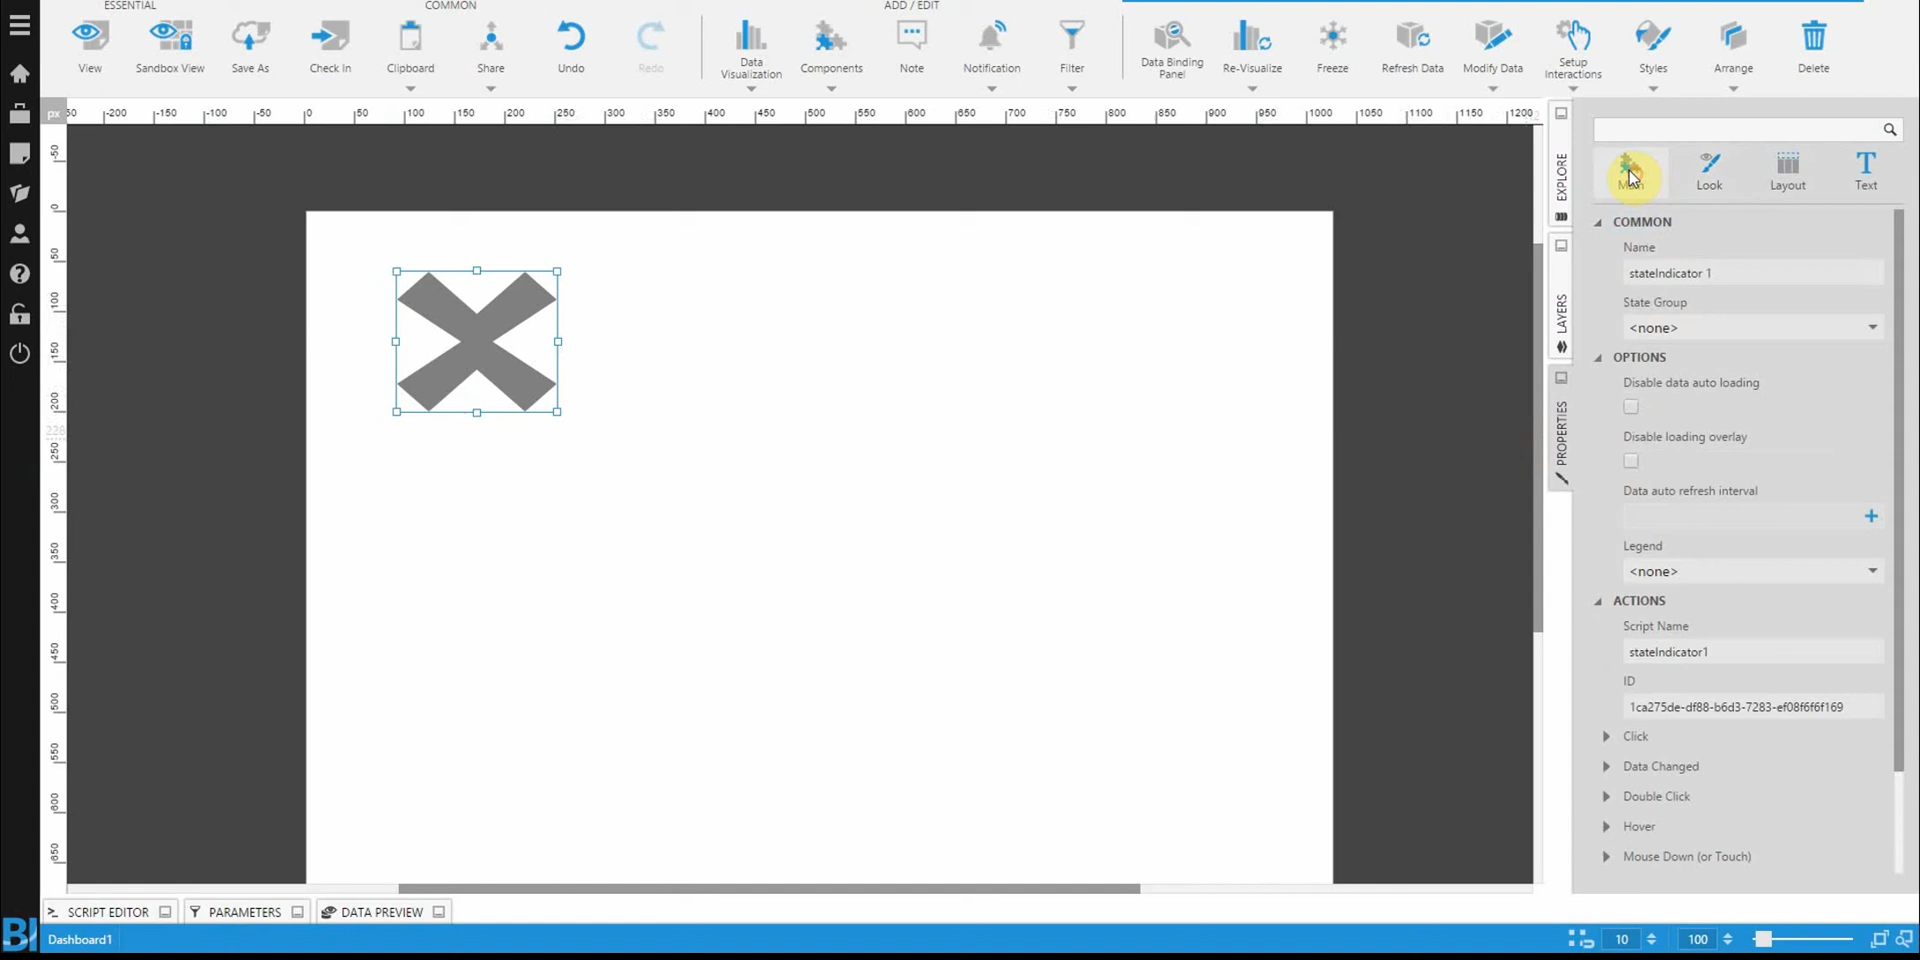 ESSENTIAL
COMMON
ADD / EDIT
View
Sandbox View
Save As
Check In
Clipboard
Share
Undo
Redo
Data Visualization
Components
Note
Notification
Filter
Data Binding Panel
Re-Visualize
Freeze
Refresh Data
Modify Data
Setup Interactions
Styles
Arrange
Delete
px
50 -200 -150 -100 -50 0 50 100 150 200 250 300 350 400 450 500 550 600 650 700 750 800 850 900 950 1000 1050 1100 1150 1200
-50
0
50
100
150
200
228
250
300
350
400
450
500
550
600
650
EXPLORE
LAYERS
PROPERTIES
Look
Layout
Text
COMMON
Name
stateIndicator 1
State Group
<none>
OPTIONS
Disable data auto loading
Disable loading overlay
Data auto refresh interval
Legend
<none>
ACTIONS
Script Name
stateIndicator1
ID
1ca275de-df88-b6d3-7283-ef08f6f6f169
Click
Data Changed
Double Click
Hover
Mouse Down (or Touch)
SCRIPT EDITOR
PARAMETERS
DATA PREVIEW
BI
Dashboard1
10
100